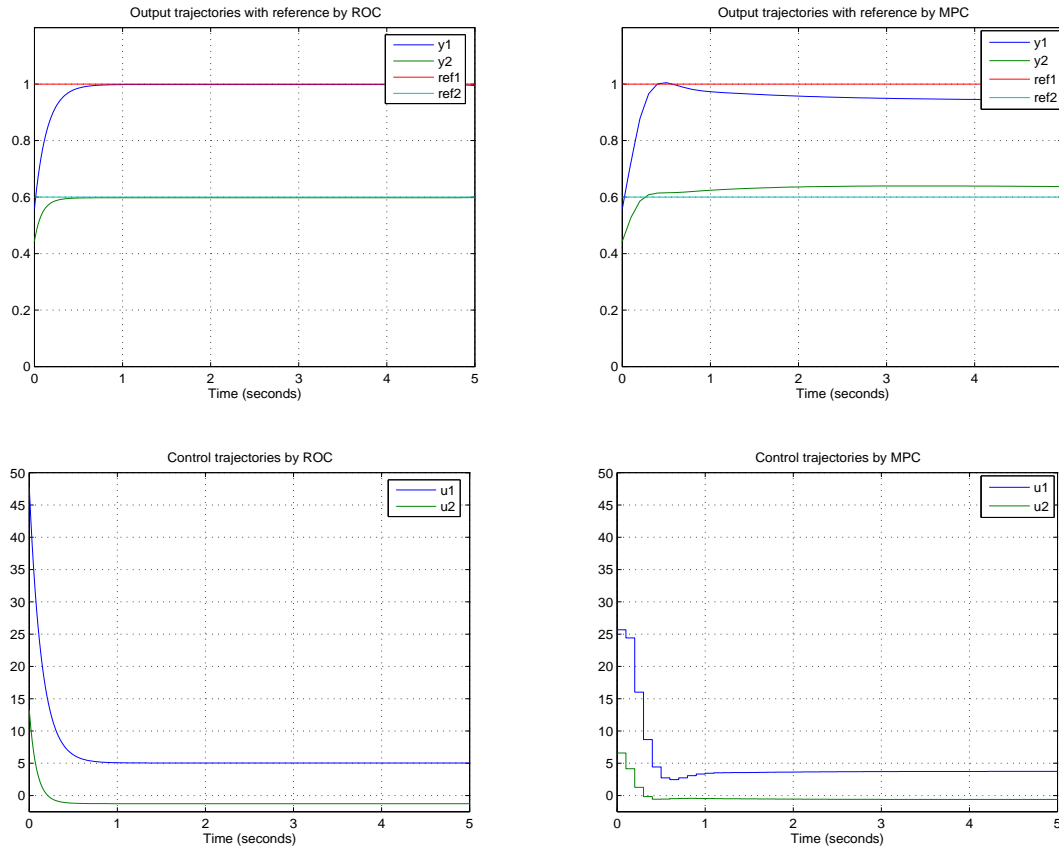 Output trajectories with reference by ROC
y1
y2
ref1
ref2
1
0.8
0.6
0.4
0.2
0
0 1 2 3 4 5
Time (seconds)
Output trajectories with reference by MPC
y1
y2
ref1
ref2
1
0.8
0.6
0.4
0.2
0
0 1 2 3 4
Time (seconds)
Control trajectories by ROC
u1
u2
50
45
40
35
30
25
20
15
10
5
0
0 1 2 3 4 5
Time (seconds)
Control trajectories by MPC
u1
u2
50
45
40
35
30
25
20
15
10
5
0
0 1 2 3 4 5
Time (seconds)